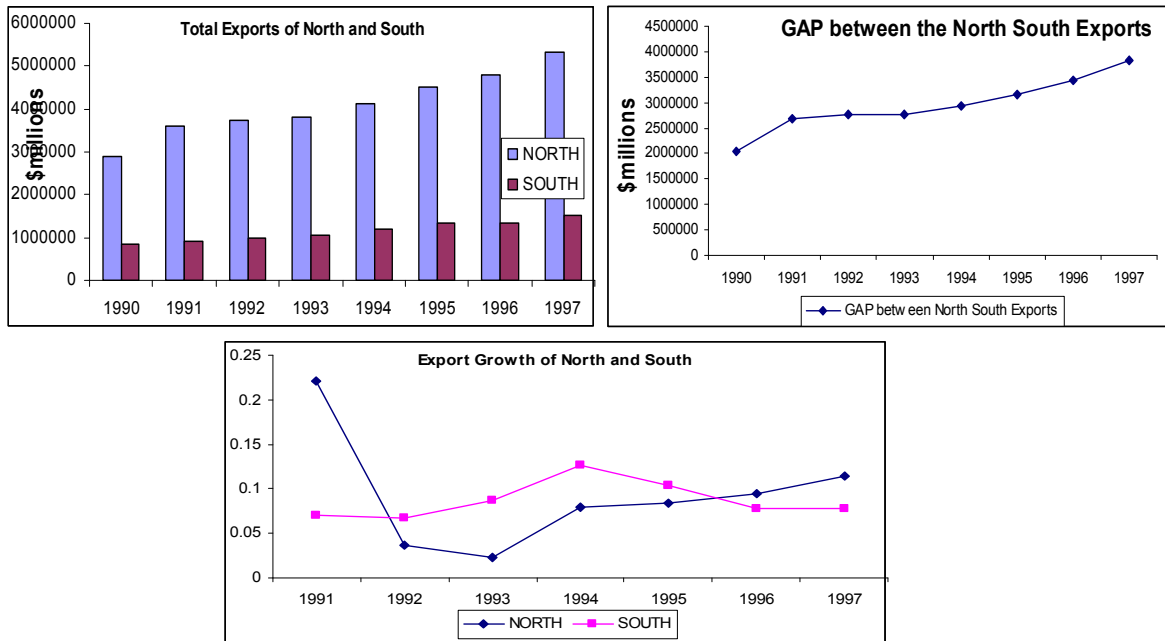 Total Exports of North and South
$millions
6000000
5000000
4000000
3000000
2000000
1000000
0
1990 1991 1992 1993 1994 1995 1996 1997
NORTH
SOUTH
GAP between the North South Exports
$millions
4500000
4000000
3500000
3000000
2500000
2000000
1500000
1000000
500000
0
1990 1991 1992 1993 1994 1995 1996 1997
GAP between North South Exports
Export Growth of North and South
0.25
0.2
0.15
0.1
0.05
0
1991 1992 1993 1994 1995 1996 1997
NORTH SOUTH